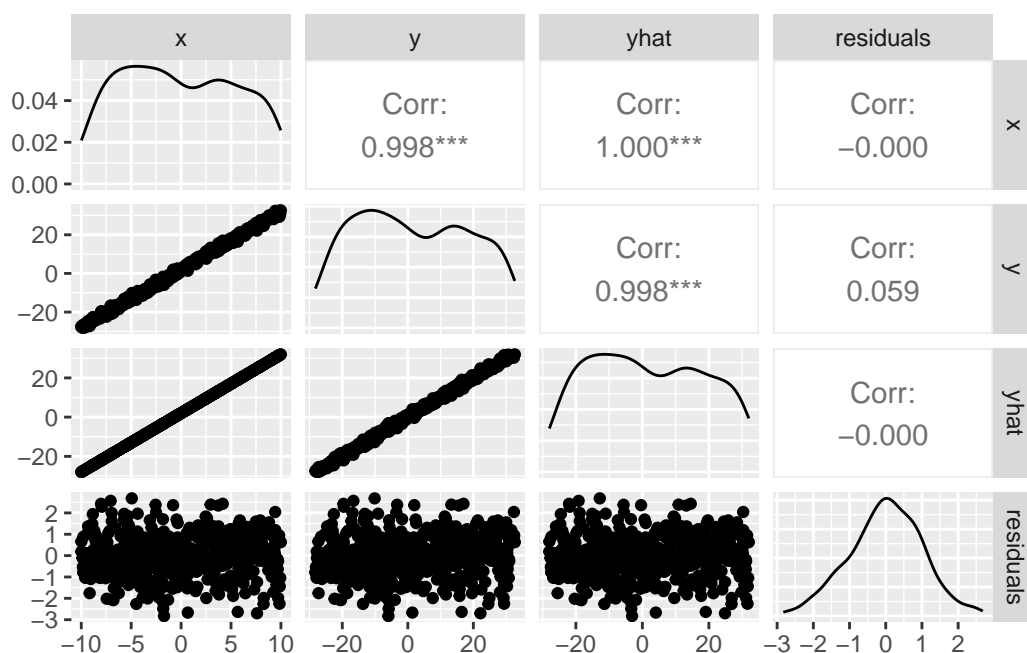 x y yhat residuals
0.04
0.02
0.00
Corr:
0.998***
Corr:
1.000***
Corr:
−0.000
x
20
0
−20
Corr:
0.998***
Corr:
0.059
y
20
0
−20
Corr:
−0.000
yhat
2
1
0
−1
−2
−3
residuals
−10 −5 0 5 10 −20 0 20 −20 0 20 −3 −2 −1 0 1 2